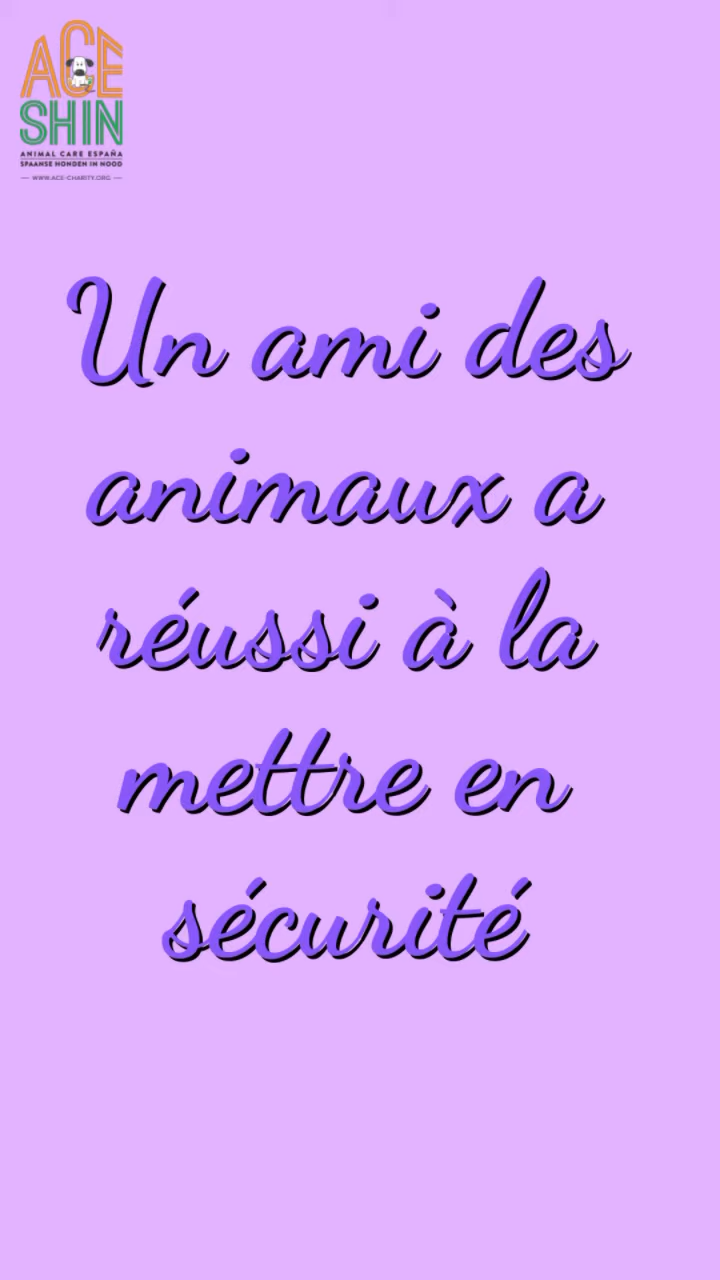 ACE
SHIN
ANIMAL CARE ESPAÑA
SPAANSE HONDEN IN NOOD
WWW.ACE-CHARITY.ORG
Un ami des
animaux a
réussi à la
mettre en
sécurité